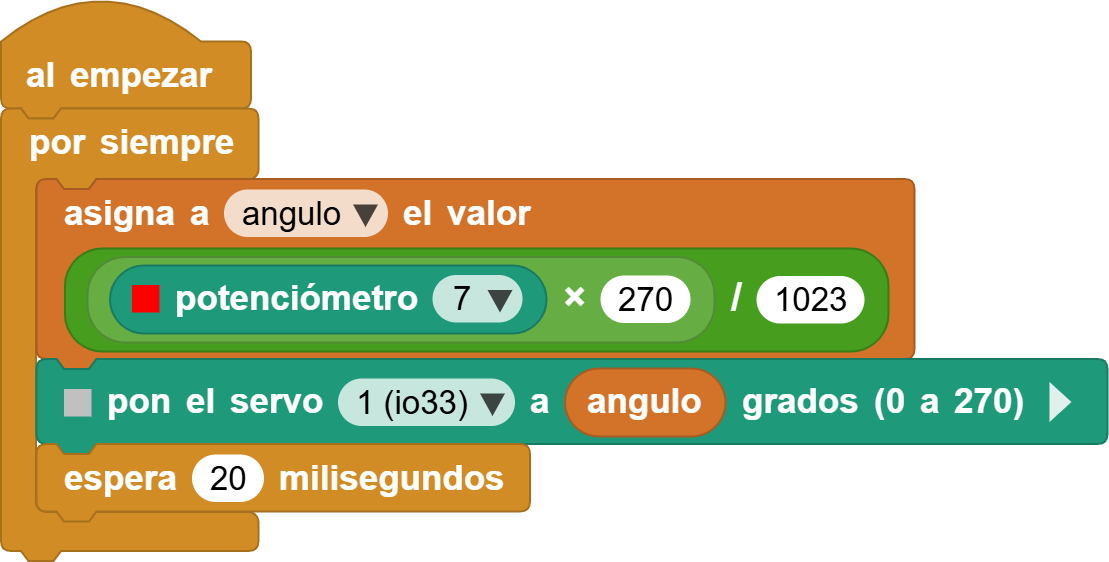 al empezar
por siempre
asigna a angulo ▼ el valor
potenciómetro 7 ▼ × 270 / 1023
pon el servo 1 (io33) ▼ a angulo grados (0 a 270)
espera 20 milisegundos